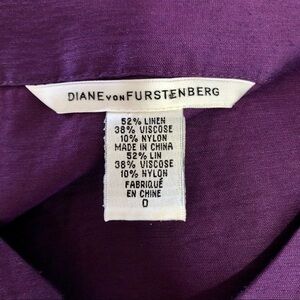 DIANE VON FURSTENBERG
52% LINEN
38% VISCOSE
10% NYLON
MADE IN CHINA
52% LIN
38% VISCOSE
10% NYLON
FABRIQUÉ
EN CHINE
0